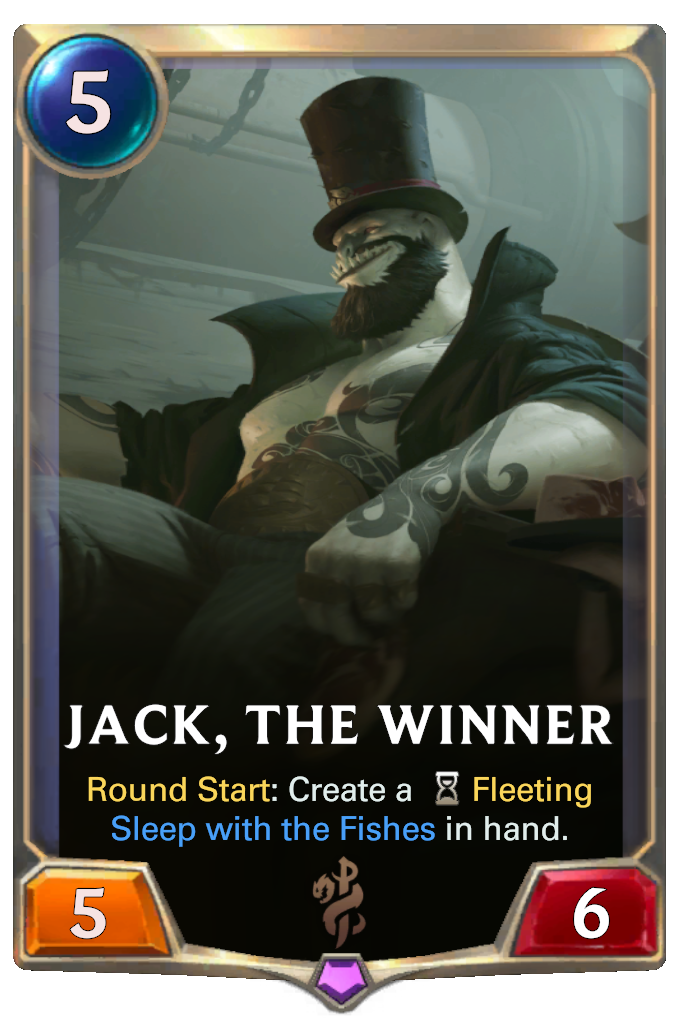 5
JACK, THE WINNER
Round Start: Create a Fleeting
Sleep with the Fishes in hand.
5
6